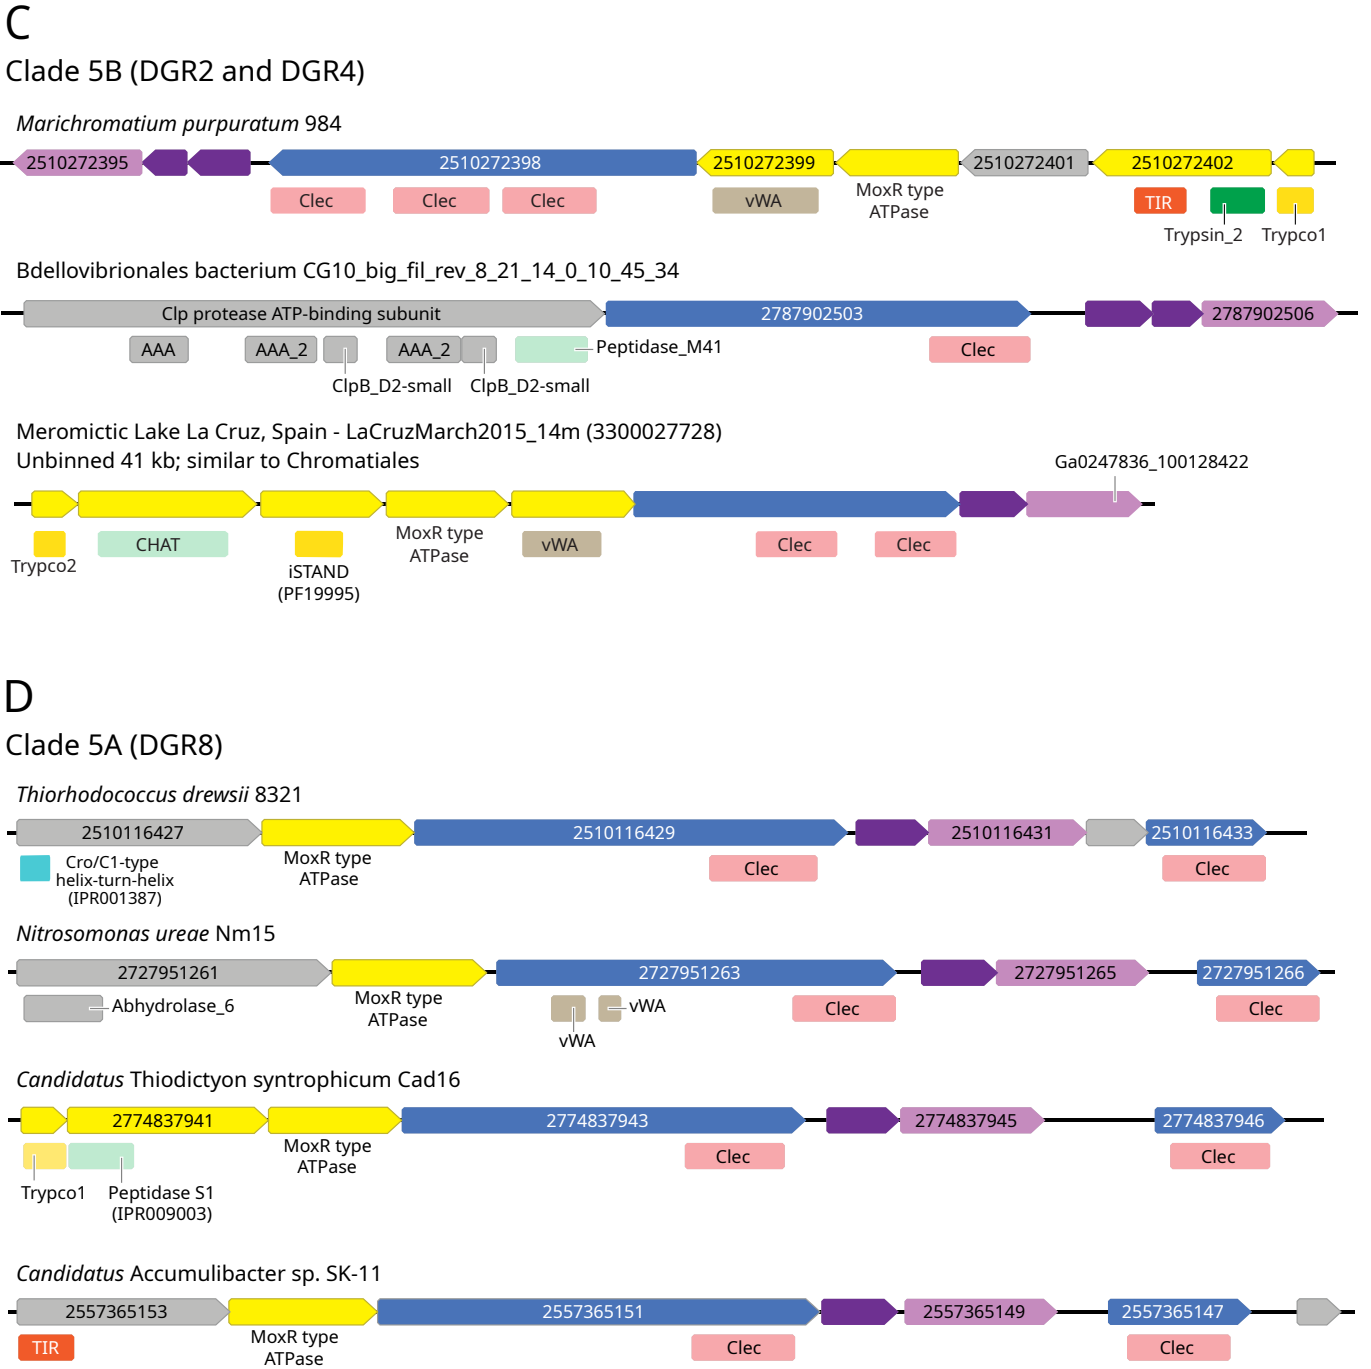 C
Clade 5B (DGR2 and DGR4)
Marichromatium purpuratum 984
2510272395 2510272398 2510272399 2510272401 2510272402
Clec Clec Clec vWA MoxR type TIR
ATPase
Trypsin_2 Trypco1
Bdellovibrionales bacterium CG10_big_fil_rev_8_21_14_0_10_45_34
Clp protease ATP-binding subunit 2787902503 2787902506
AAA AAA_2 AAA_2 Peptidase_M41 Clec
ClpB_D2-small ClpB_D2-small
Meromictic Lake La Cruz, Spain - LaCruzMarch2015_14m (3300027728)
Unbinned 41 kb; similar to Chromatiales Ga0247836_100128422
CHAT MoxR type vWA Clec Clec
ATPase
Trypco2 iSTAND
(PF19995)
D
Clade 5A (DGR8)
Thiorhodococcus drewsii 8321
2510116427 2510116429 2510116431 2510116433
Cro/C1-type MoxR type Clec Clec
helix-turn-helix ATPase
(IPR001387)
Nitrosomonas ureae Nm15
2727951261 2727951263 2727951265 2727951266
Abhydrolase_6 MoxR type vWA Clec Clec
ATPase
vWA
Candidatus Thiodictyon syntrophicum Cad16
2774837941 2774837943 2774837945 2774837946
MoxR type Clec Clec
ATPase
Trypco1 Peptidase S1
(IPR009003)
Candidatus Accumulibacter sp. SK-11
2557365153 2557365151 2557365149 2557365147
TIR MoxR type Clec Clec
ATPase